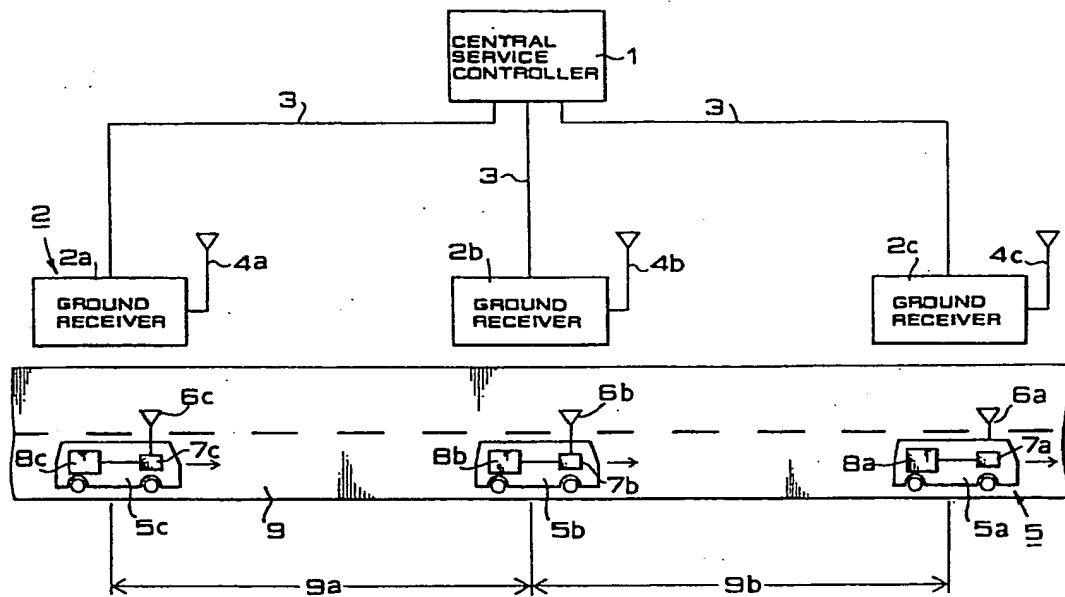 CENTRAL
SERVICE
CONTROLLER
1
3
3
3
2
2a
4a
2b
4b
2c
4c
GROUND
RECEIVER
GROUND
RECEIVER
GROUND
RECEIVER
6c
6b
6a
8c
7c
8b
7b
8a
7a
5c
9
5b
5a
5
9a
9b